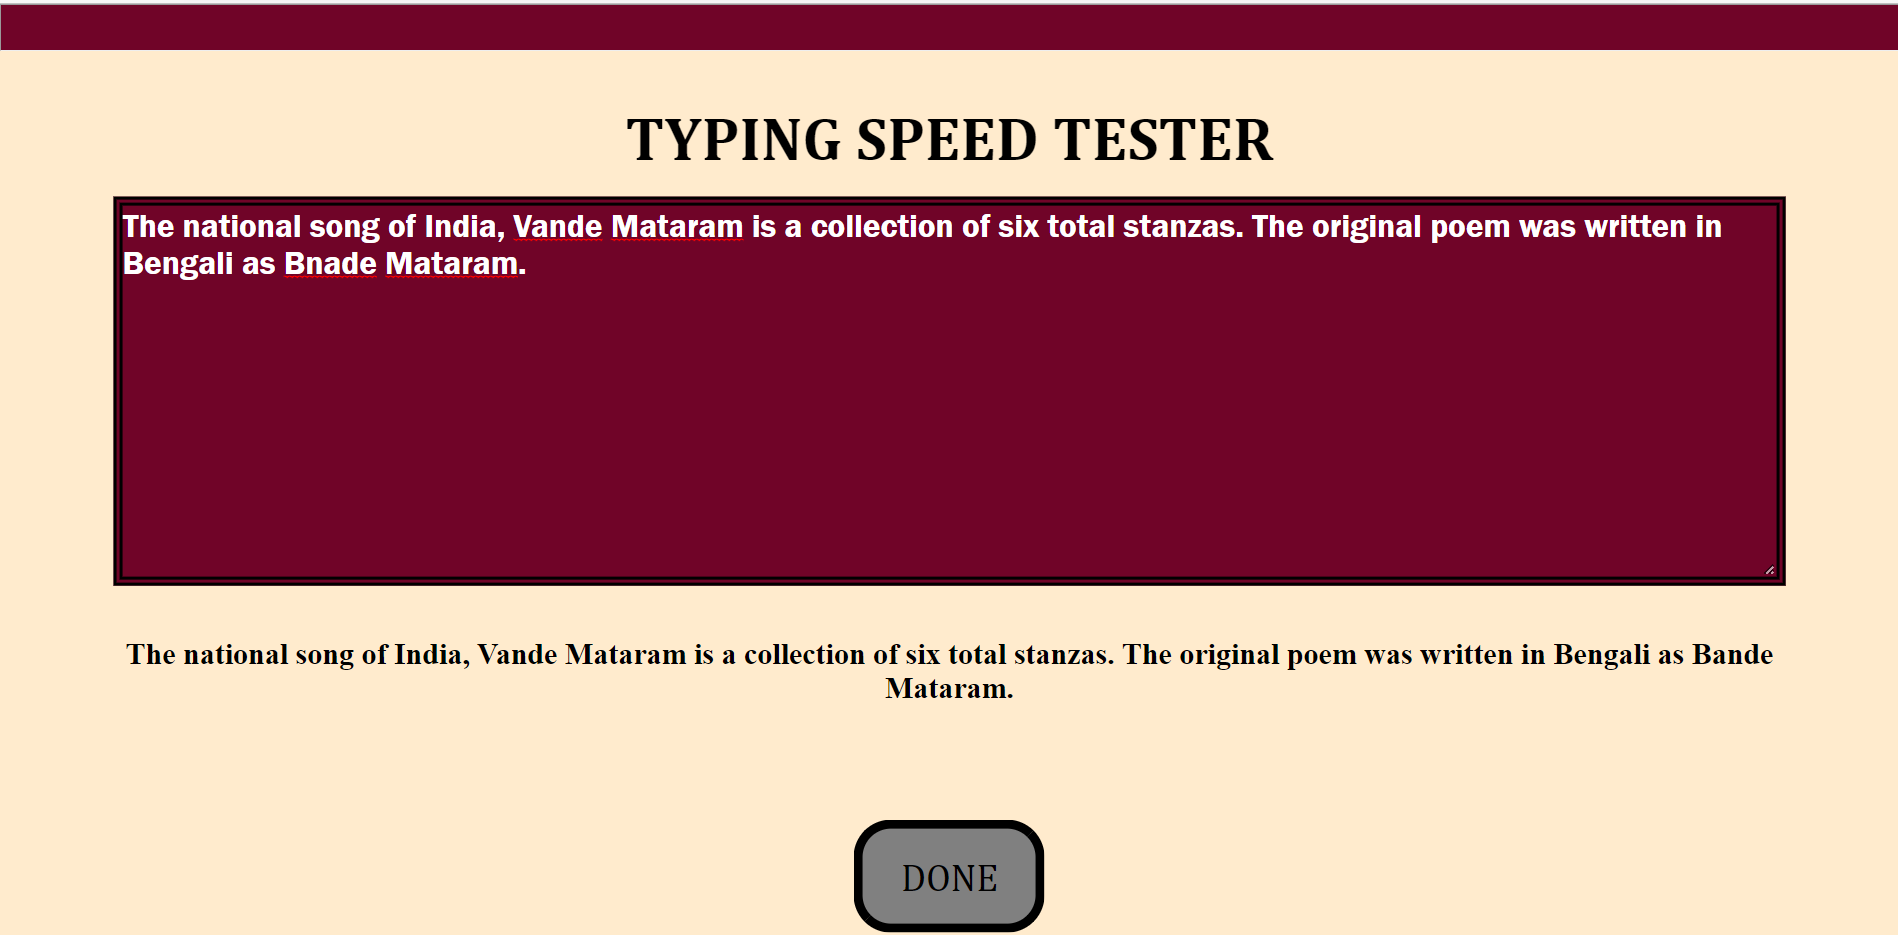 TYPING SPEED TESTER
The national song of India, Vande Mataram is a collection of six total stanzas. The original poem was written in
Bengali as Bnade Mataram.
The national song of India, Vande Mataram is a collection of six total stanzas. The original poem was written in Bengali as Bande
Mataram.
DONE